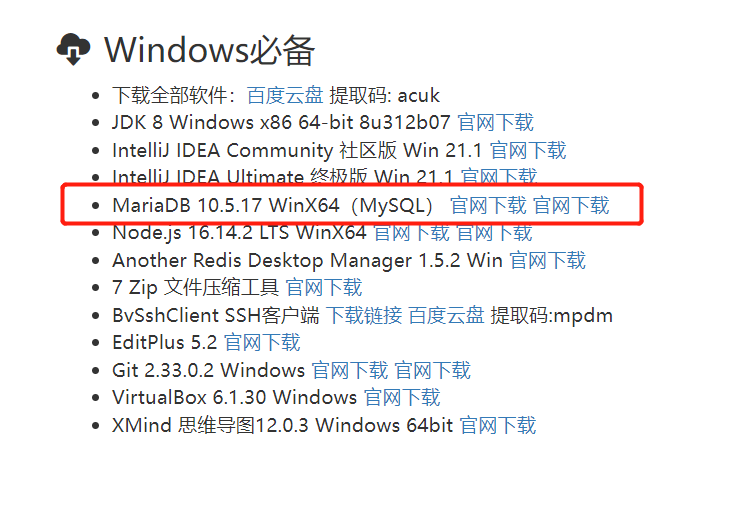 Windows必备
下载全部软件：百度云盘 提取码: acuk
JDK 8 Windows x86 64-bit 8u312b07 官网下载
IntelliJ IDEA Community 社区版 Win 21.1 官网下载
IntelliJ IDEA Ultimate 终极版 Win 21.1 官网下载
MariaDB 10.5.17 WinX64（MySQL） 官网下载 官网下载
Node.js 16.14.2 LTS WinX64 官网下载 官网下载
Another Redis Desktop Manager 1.5.2 Win 官网下载
7 Zip 文件压缩工具 官网下载
BvSshClient SSH客户端 下载链接 百度云盘 提取码:mpdm
EditPlus 5.2 官网下载
Git 2.33.0.2 Windows 官网下载 官网下载
VirtualBox 6.1.30 Windows 官网下载
XMind 思维导图12.0.3 Windows 64bit 官网下载